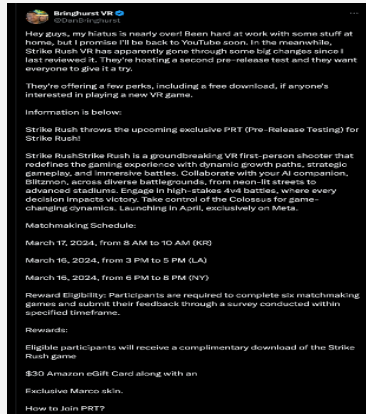 Bringhurst VR
@DanBringhurst
Hey guys, my hiatus is nearly over! Been hard at work with some stuff at
home, but I promise I'll be back to YouTube soon. In the meanwhile,
Strike Rush VR has apparently gone through some big changes since I
last reviewed it. They're hosting a second pre-release test and they want
everyone to give it a try.
They're offering a few perks, including a free download, if anyone's
interested in playing a new VR game.
Information is below:
Strike Rush throws the upcoming exclusive PRT (Pre-Release Testing) for
Strike Rush!
Strike RushStrike Rush is a groundbreaking VR first-person shooter that
redefines the gaming experience with dynamic growth paths, strategic
gameplay, and immersive battles. Collaborate with your AI companion,
Blitzmon, across diverse battlegrounds, from neon-lit streets to
advanced stadiums. Engage in high-stakes 4v4 battles, where every
decision impacts victory. Take control of the Colossus for game-
changing dynamics. Launching in April, exclusively on Meta.
Matchmaking Schedule:
March 17, 2024, from 8 AM to 10 AM (KR)
March 16, 2024, from 3 PM to 5 PM (LA)
March 16, 2024, from 6 PM to 8 PM (NY)
Reward Eligibility: Participants are required to complete six matchmaking
games and submit their feedback through a survey conducted within
specified timeframe.
Rewards:
Eligible participants will receive a complimentary download of the Strike
Rush game
$30 Amazon eGift Card along with an
Exclusive Marco skin.
How to Join PRT?